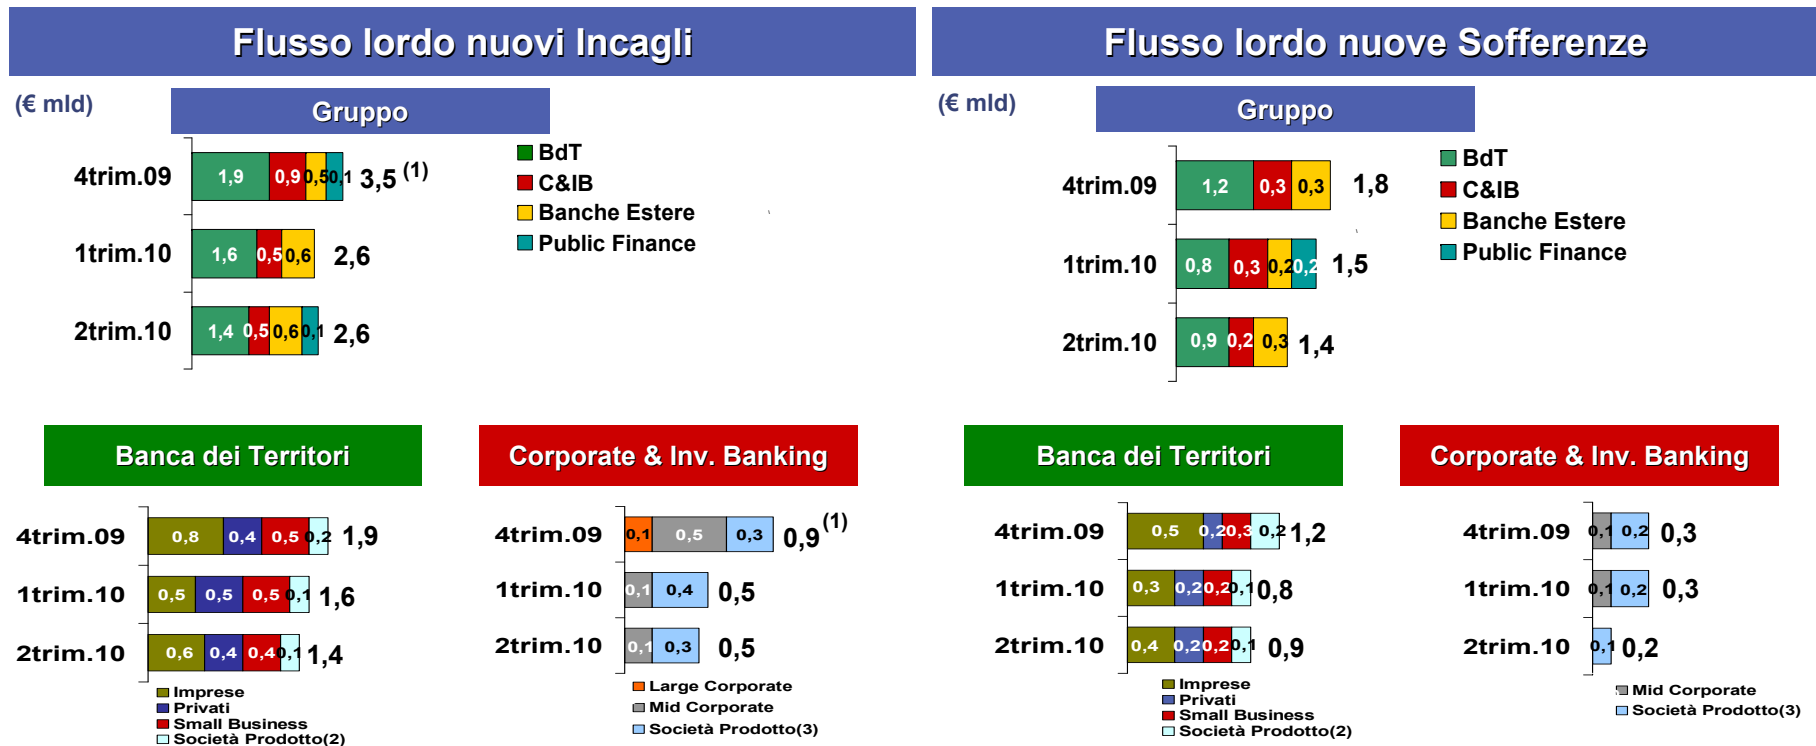 Flusso lordo nuovi Incagli
(€ mld)
Gruppo
4trim.09 1,9 0,9 0,5 0,1 3,5 (1)
1trim.10 1,6 0,5 0,6 2,6
2trim.10 1,4 0,5 0,6 0,1 2,6
BdT
C&IB
Banche Estere
Public Finance
Banca dei Territori
4trim.09 0,8 0,4 0,5 0,2 1,9
1trim.10 0,5 0,5 0,5 0,1 1,6
2trim.10 0,6 0,4 0,4 0,1 1,4
Imprese
Privati
Small Business
Società Prodotto(2)
Corporate & Inv. Banking
4trim.09 0,1 0,5 0,3 0,9 (1)
1trim.10 0,1 0,4 0,5
2trim.10 0,1 0,3 0,5
Large Corporate
Mid Corporate
Società Prodotto(3)
Flusso lordo nuove Sofferenze
(€ mld)
Gruppo
4trim.09 1,2 0,3 0,3 1,8
1trim.10 0,8 0,3 0,2 0,2 1,5
2trim.10 0,9 0,2 0,3 1,4
BdT
C&IB
Banche Estere
Public Finance
Banca dei Territori
4trim.09 0,5 0,2 0,3 0,2 1,2
1trim.10 0,3 0,2 0,2 0,1 0,8
2trim.10 0,4 0,2 0,2 0,1 0,9
Imprese
Privati
Small Business
Società Prodotto(2)
Corporate & Inv. Banking
4trim.09 0,1 0,2 0,3
1trim.10 0,1 0,2 0,3
2trim.10 0,1 0,2
Mid Corporate
Società Prodotto(3)